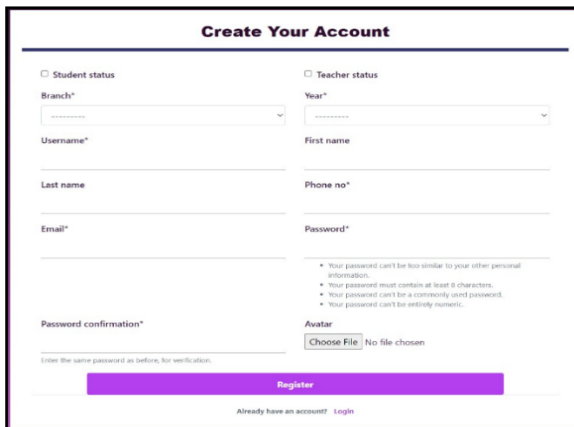 Create Your Account
Student status
Teacher status
Branch*
Year*
---------
---------
Username*
First name
Last name
Phone no*
Email*
Password*
Your password can't be too similar to your other personal
information.
Your password must contain at least 8 characters.
Your password can't be a commonly used password.
Your password can't be entirely numeric.
Password confirmation*
Avatar
Choose File No file chosen
Enter the same password as before, for verification.
Register
Already have an account? Login